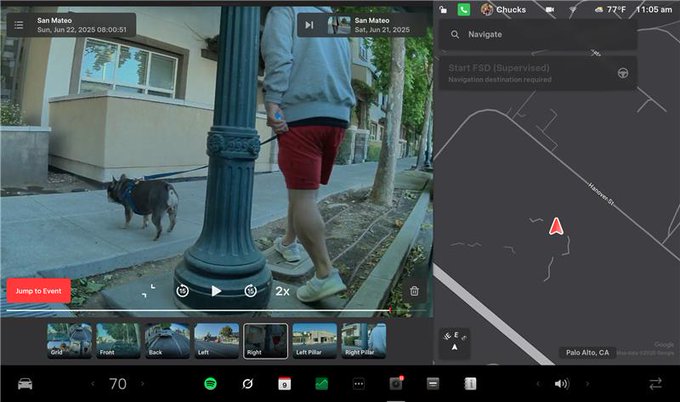 San Mateo
Sun, Jun 22, 2025 08:00:51
San Mateo
Sat, Jun 21, 2025
Chucks
77°F
11:05 am
Navigate
Start FSD (Supervised)
Navigation destination required
Hanover St
Jump to Event
15
15
2x
Grid
Front
Back
Left
Right
Left Pillar
Right Pillar
E
Palo Alto, CA
Google
Map data ©2025 Google
70
9